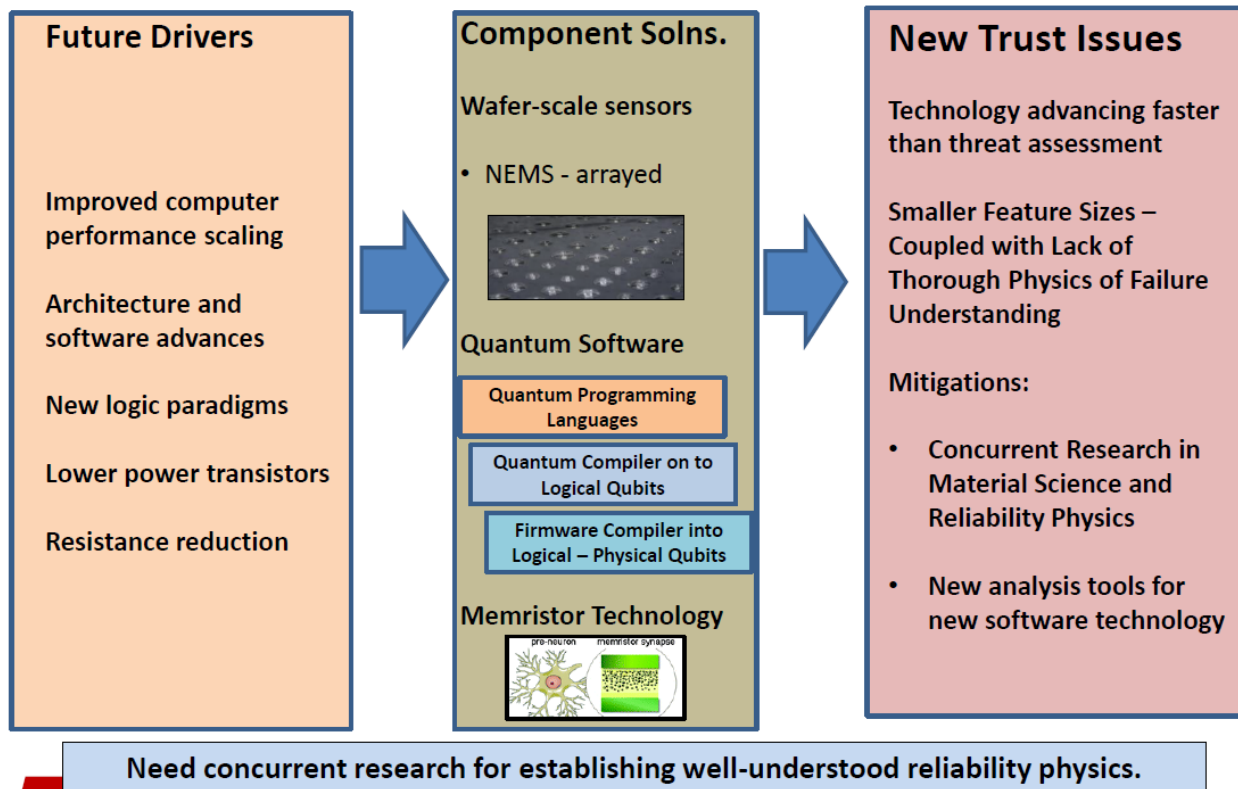 Future Drivers
Improved computer
performance scaling
Architecture and
software advances
New logic paradigms
Lower power transistors
Resistance reduction
Component Solns.
Wafer-scale sensors
• NEMS - arrayed
Quantum Software
Quantum Programming
Languages
Quantum Compiler on to
Logical Qubits
Firmware Compiler into
Logical – Physical Qubits
Memristor Technology
pre-neuron memristor synapse
New Trust Issues
Technology advancing faster
than threat assessment
Smaller Feature Sizes –
Coupled with Lack of
Thorough Physics of Failure
Understanding
Mitigations:
• Concurrent Research in
Material Science and
Reliability Physics
• New analysis tools for
new software technology
Need concurrent research for establishing well-understood reliability physics.